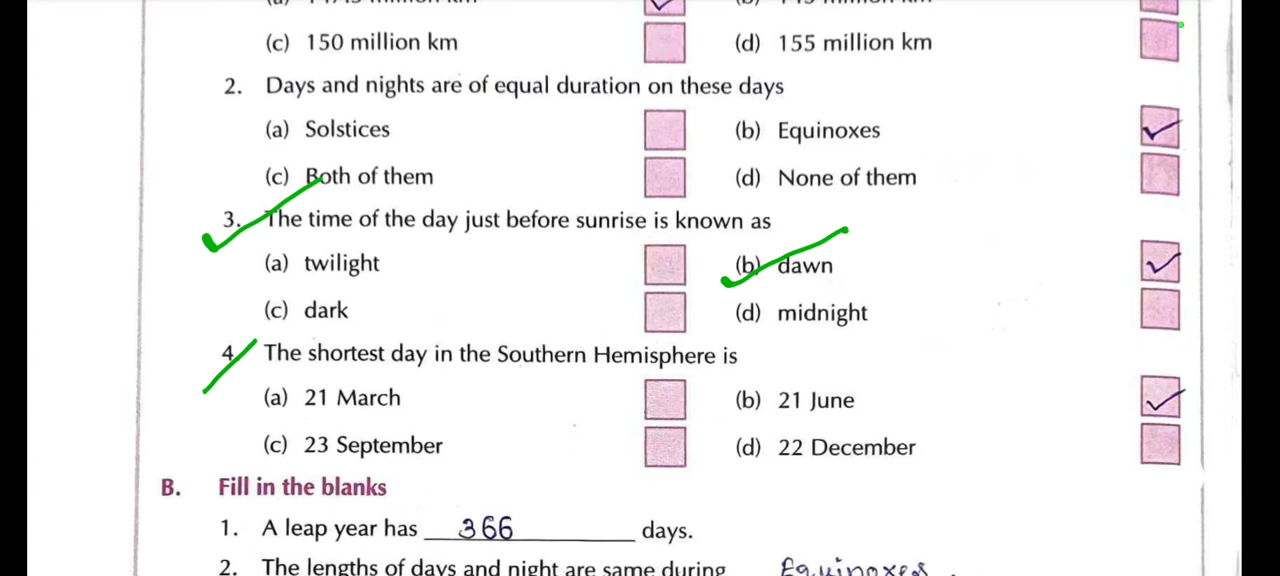 (c) 150 million km (d) 155 million km
2. Days and nights are of equal duration on these days
(a) Solstices (b) Equinoxes
(c) Both of them (d) None of them
3. The time of the day just before sunrise is known as
(a) twilight (b) dawn
(c) dark (d) midnight
4. The shortest day in the Southern Hemisphere is
(a) 21 March (b) 21 June
(c) 23 September (d) 22 December
B. Fill in the blanks
1. A leap year has 366 days.
2. The lengths of days and night are same during Equinoxes.